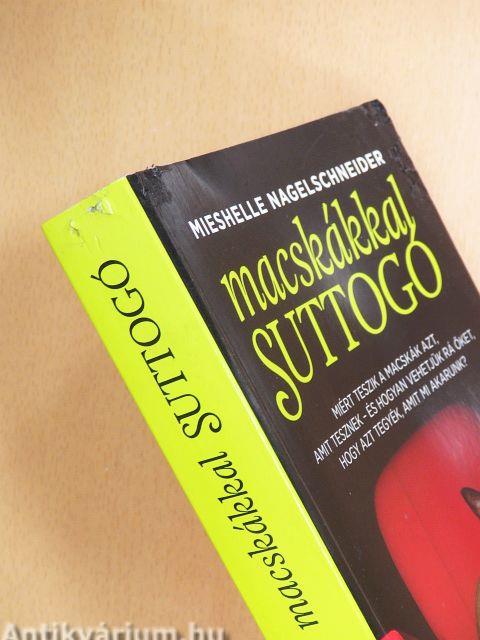 MIESHELLE NAGELSCHNEIDER
macskákkal
SUTTOGÓ
MIÉRT TESZIK A MACSKÁK AZT,
AMIT TESZNEK - ÉS HOGYAN VEHETJÜK RÁ ŐKET,
HOGY AZT TEGYÉK, AMIT MI AKARUNK?
macskákkal SUTTOGÓ
Antikvárium.hu